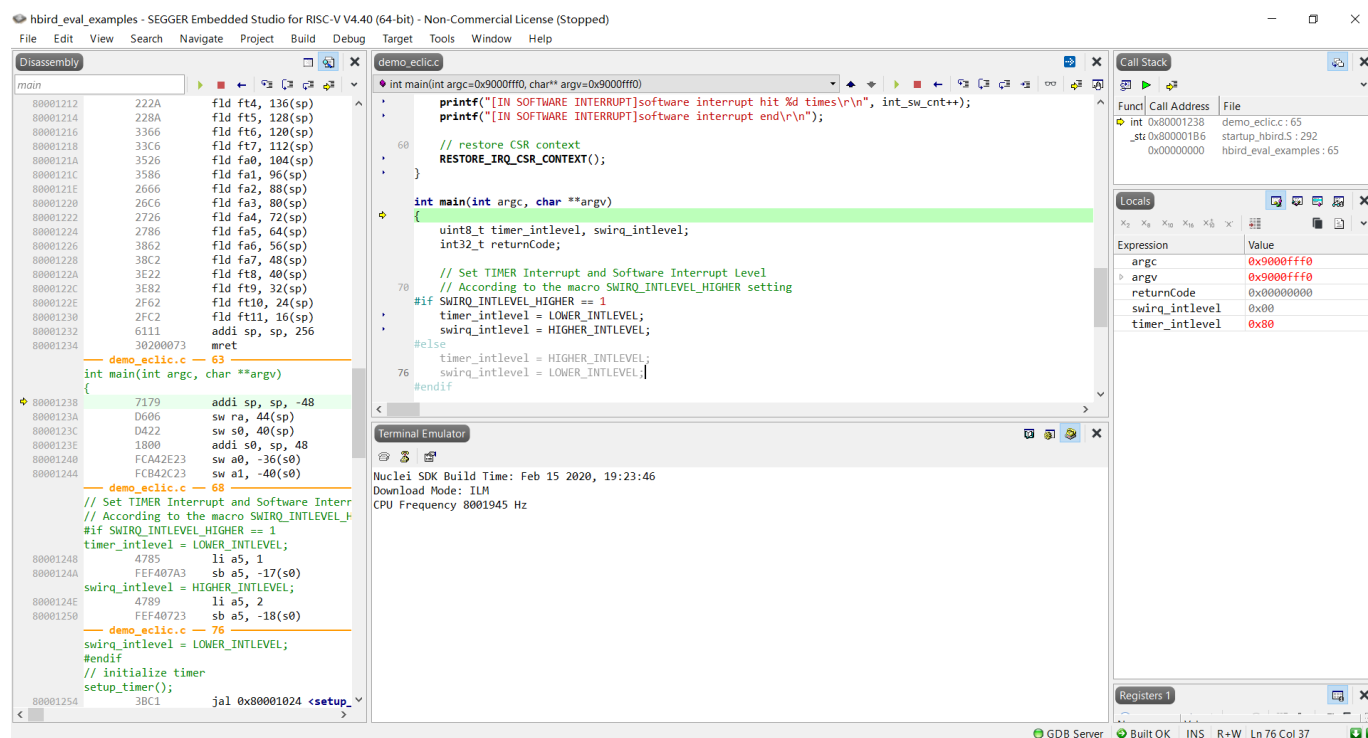 hbird_eval_examples - SEGGER Embedded Studio for RISC-V V4.40 (64-bit) - Non-Commercial License (Stopped)
File Edit View Search Navigate Project Build Debug Target Tools Window Help
Disassembly
main
80001212 222A fld ft4, 136(sp)
80001214 228A fld ft5, 128(sp)
80001216 3366 fld ft6, 120(sp)
80001218 33C6 fld ft7, 112(sp)
8000121A 3526 fld fa0, 104(sp)
8000121C 3586 fld fa1, 96(sp)
8000121E 2666 fld fa2, 88(sp)
80001220 26C6 fld fa3, 80(sp)
80001222 2726 fld fa4, 72(sp)
80001224 2786 fld fa5, 64(sp)
80001226 3862 fld fa6, 56(sp)
80001228 38C2 fld fa7, 48(sp)
8000122A 3E22 fld ft8, 40(sp)
8000122C 3E82 fld ft9, 32(sp)
8000122E 2F62 fld ft10, 24(sp)
80001230 2FC2 fld ft11, 16(sp)
80001232 6111 addi sp, sp, 256
80001234 30200073 mret
demo_eclic.c — 63
int main(int argc, char **argv)
{
80001238 7179 addi sp, sp, -48
8000123A D606 sw ra, 44(sp)
8000123C D422 sw s0, 40(sp)
8000123E 1800 addi s0, sp, 48
80001240 FCA42E23 sw a0, -36(s0)
80001244 FCB42C23 sw a1, -40(s0)
demo_eclic.c — 68
// Set TIMER Interrupt and Software Interr
// According to the macro SWIRQ_INTLEVEL_H
#if SWIRQ_INTLEVEL_HIGHER == 1
timer_intlevel = LOWER_INTLEVEL;
80001248 4785 li a5, 1
8000124A FEF407A3 sb a5, -17(s0)
swirq_intlevel = HIGHER_INTLEVEL;
8000124E 4789 li a5, 2
80001250 FEF40723 sb a5, -18(s0)
demo_eclic.c — 76
swirq_intlevel = LOWER_INTLEVEL;
#endif
// initialize timer
setup_timer();
80001254 3BC1 jal 0x80001024 <setup_
demo_eclic.c
int main(int argc=0x9000fff0, char** argv=0x9000fff0)
printf("[IN SOFTWARE INTERRUPT]software interrupt hit %d times\r\n", int_sw_cnt++);
printf("[IN SOFTWARE INTERRUPT]software interrupt end\r\n");
60 // restore CSR context
RESTORE_IRQ_CSR_CONTEXT();
}
int main(int argc, char **argv)
{
uint8_t timer_intlevel, swirq_intlevel;
int32_t returnCode;
// Set TIMER Interrupt and Software Interrupt Level
70 // According to the macro SWIRQ_INTLEVEL_HIGHER setting
#if SWIRQ_INTLEVEL_HIGHER == 1
timer_intlevel = LOWER_INTLEVEL;
swirq_intlevel = HIGHER_INTLEVEL;
#else
timer_intlevel = HIGHER_INTLEVEL;
76 swirq_intlevel = LOWER_INTLEVEL;
#endif
Terminal Emulator
Nuclei SDK Build Time: Feb 15 2020, 19:23:46
Download Mode: ILM
CPU Frequency 8001945 Hz
Call Stack
Funct Call Address File
int 0x80001238 demo_eclic.c : 65
_sta 0x800001B6 startup_hbird.S : 292
0x00000000 hbird_eval_examples : 65
Locals
Expression Value
argc 0x9000fff0
argv 0x9000fff0
returnCode 0x00000000
swirq_intlevel 0x00
timer_intlevel 0x80
Registers 1
GDB Server Built OK INS R+W Ln 76 Col 37